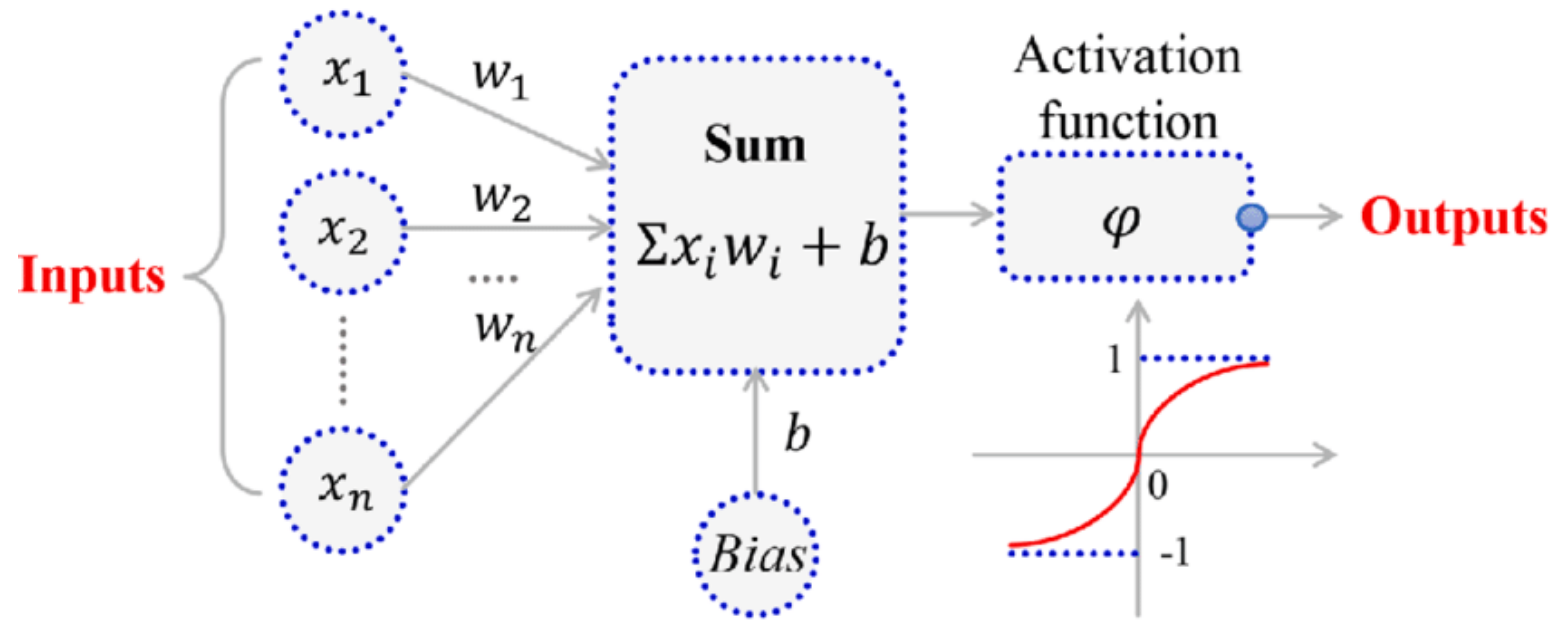 Inputs
x₁
x₂
xₙ
w₁
w₂
....
wₙ
Sum
Σxᵢwᵢ + b
b
Bias
Activation
function
φ
Outputs
1
0
-1